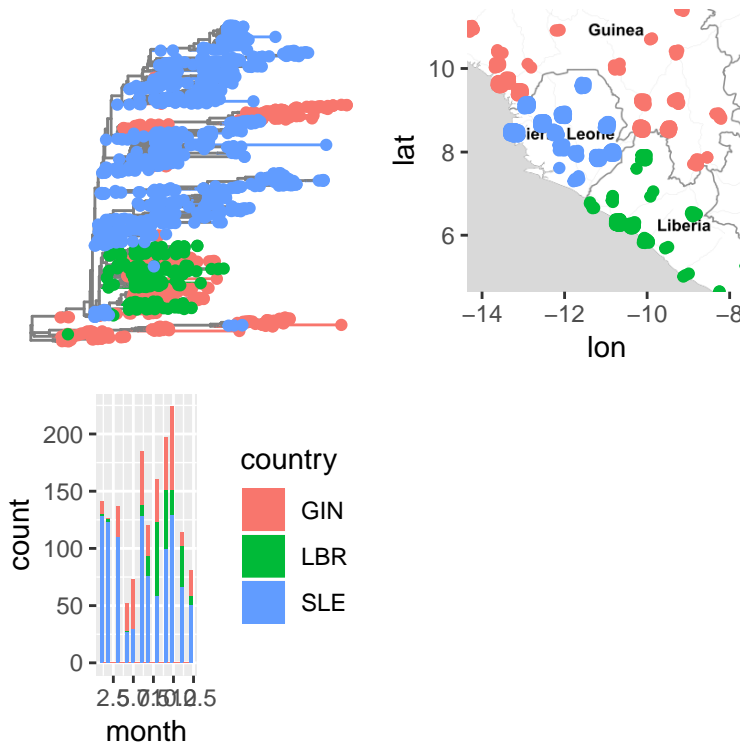 Guinea
Leone
Liberia
10
8
6
lat
−14
−12
−10
−8
lon
200
150
100
50
0
count
month
country
GIN
LBR
SLE